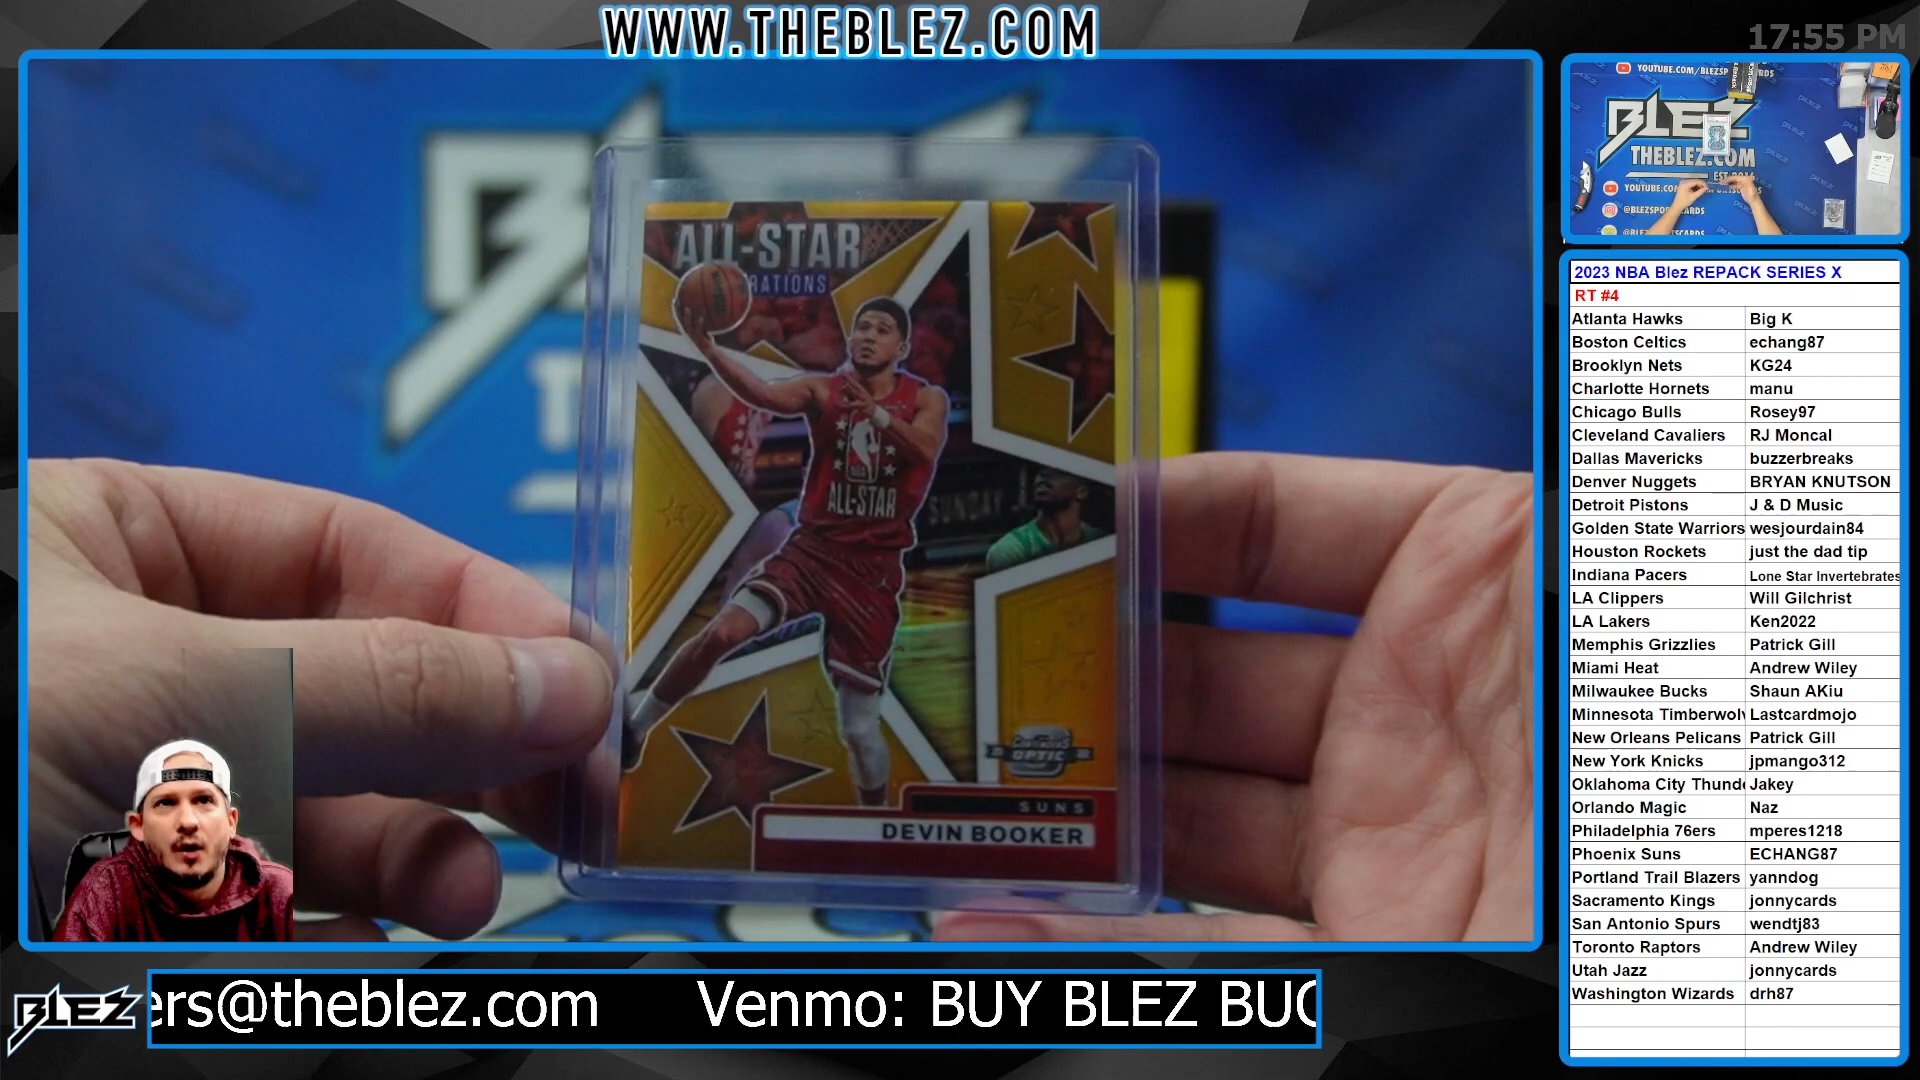 WWW.THEBLEZ.COM
17:55 PM
BLEZ
THEBLEZ.COM
ALL-STAR
RATIONS
ALL-STAR
SUNDAY
OPTIC
SUNS
DEVIN BOOKER
2023 NBA Blez REPACK SERIES X
RT #4
Atlanta Hawks Big K
Boston Celtics echang87
Brooklyn Nets KG24
Charlotte Hornets manu
Chicago Bulls Rosey97
Cleveland Cavaliers RJ Moncal
Dallas Mavericks buzzerbreaks
Denver Nuggets BRYAN KNUTSON
Detroit Pistons J & D Music
Golden State Warriors wesjourdain84
Houston Rockets just the dad tip
Indiana Pacers Lone Star Invertebrates
LA Clippers Will Gilchrist
LA Lakers Ken2022
Memphis Grizzlies Patrick Gill
Miami Heat Andrew Wiley
Milwaukee Bucks Shaun AKiu
Minnesota Timberwolv Lastcardmojo
New Orleans Pelicans Patrick Gill
New York Knicks jpmango312
Oklahoma City Thunde Jakey
Orlando Magic Naz
Philadelphia 76ers mperes1218
Phoenix Suns ECHANG87
Portland Trail Blazers yanndog
Sacramento Kings jonnycards
San Antonio Spurs wendtj83
Toronto Raptors Andrew Wiley
Utah Jazz jonnycards
Washington Wizards drh87
BLEZ
ers@theblez.com Venmo: BUY BLEZ BUC